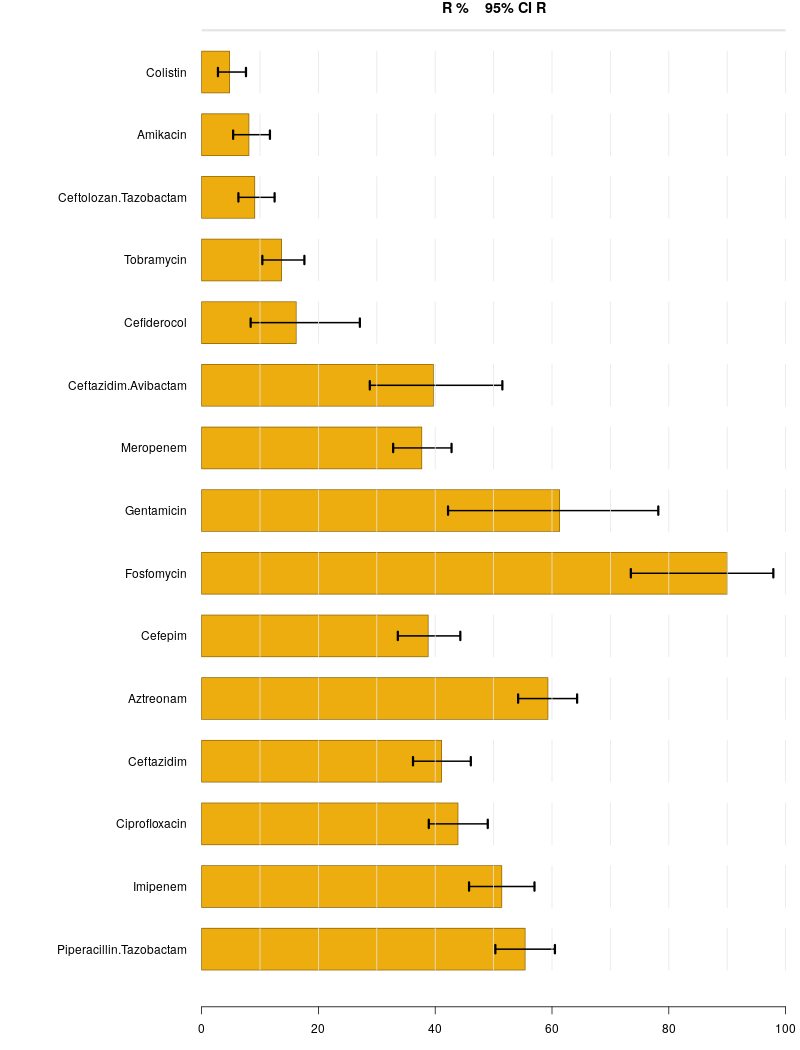 R % 95% CI R
Colistin
Amikacin
Ceftolozan.Tazobactam
Tobramycin
Cefiderocol
Ceftazidim.Avibactam
Meropenem
Gentamicin
Fosfomycin
Cefepim
Aztreonam
Ceftazidim
Ciprofloxacin
Imipenem
Piperacillin.Tazobactam
0 20 40 60 80 100